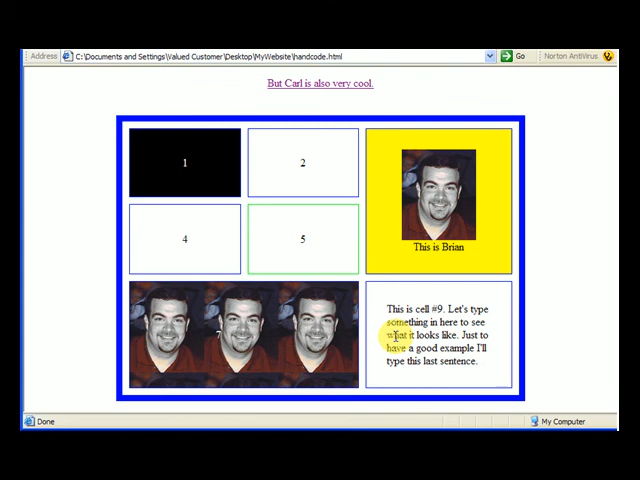 Address C:\Documents and Settings\Valued Customer\Desktop\MyWebsite\handcode.html Go Norton AntiVirus
But Carl is also very cool.
1 2
This is Brian
4 5
This is cell #9. Let's type
something in here to see
what it looks like. Just to
have a good example I'll
type this last sentence.
Done My Computer